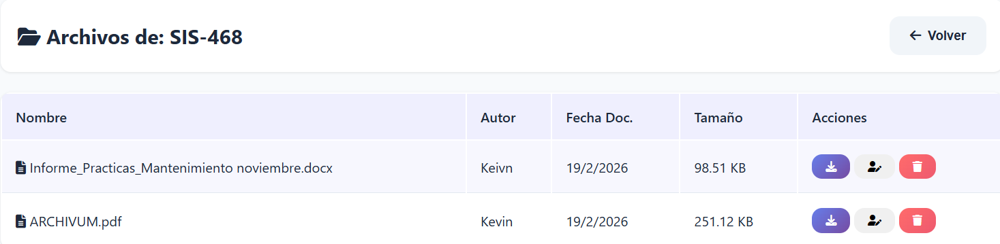 Archivos de: SIS-468
Volver
Nombre Autor Fecha Doc. Tamaño Acciones
Informe_Practicas_Mantenimiento noviembre.docx Keivn 19/2/2026 98.51 KB
ARCHIVUM.pdf Kevin 19/2/2026 251.12 KB